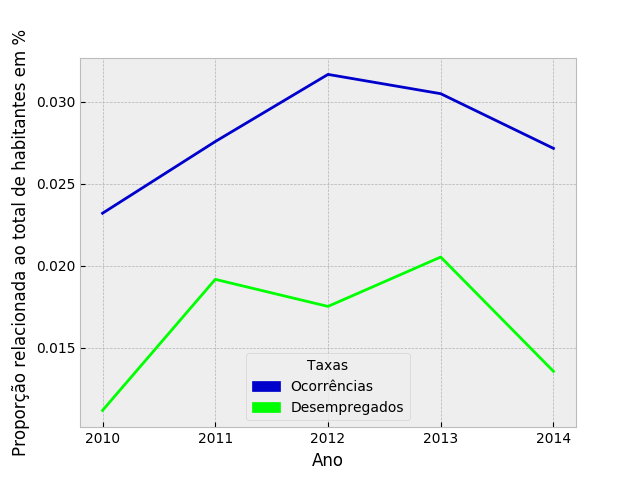 Proporção relacionada ao total de habitantes em %
0.030
0.025
0.020
0.015
Taxas
Ocorrências
Desempregados
2010 2011 2012 2013 2014
Ano